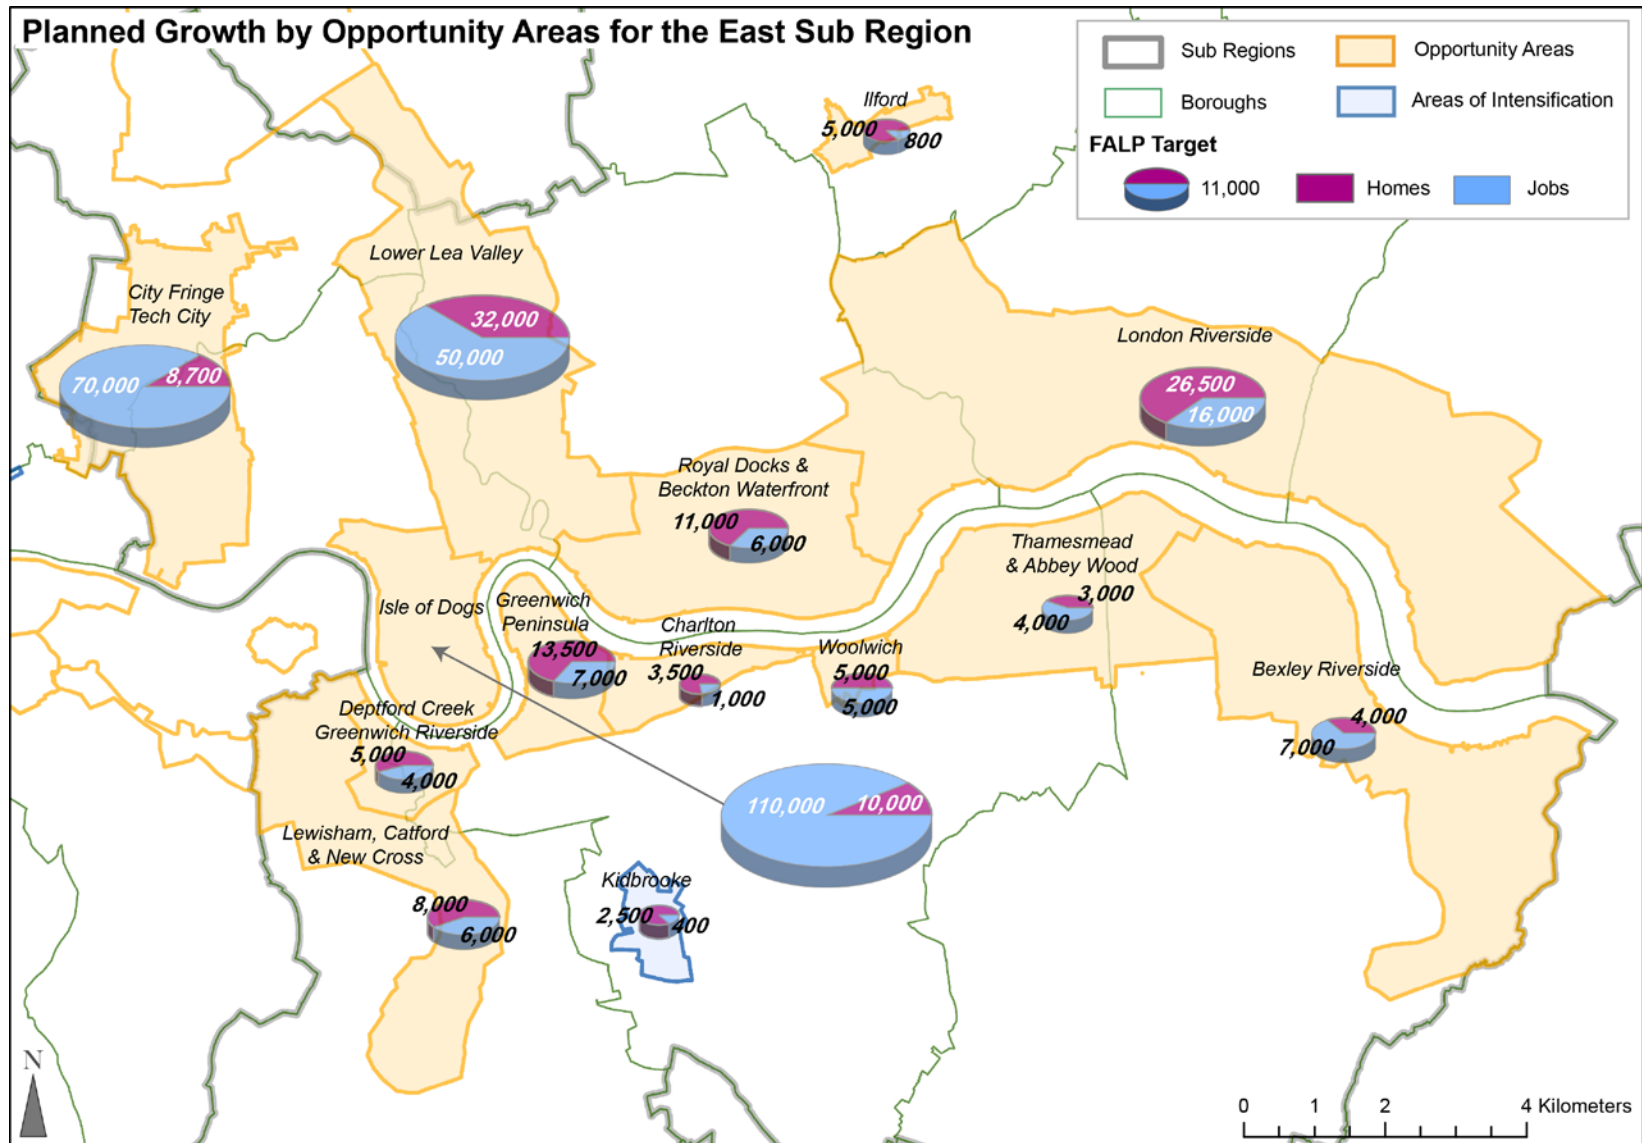 Planned Growth by Opportunity Areas for the East Sub Region
Sub Regions
Opportunity Areas
Boroughs
Areas of Intensification
FALP Target
11,000
Homes
Jobs
Ilford
5,000
800
Lower Lea Valley
32,000
50,000
City Fringe
Tech City
70,000
8,700
London Riverside
26,500
16,000
Royal Docks &
Beckton Waterfront
11,000
6,000
Thamesmead
& Abbey Wood
3,000
4,000
Isle of Dogs
Greenwich
Peninsula
13,500
7,000
Charlton
Riverside
3,500
1,000
Woolwich
5,000
5,000
Bexley Riverside
4,000
7,000
Deptford Creek
Greenwich Riverside
5,000
4,000
110,000
10,000
Lewisham, Catford
& New Cross
8,000
6,000
Kidbrooke
2,500
400
N
0 1 2 4 Kilometers